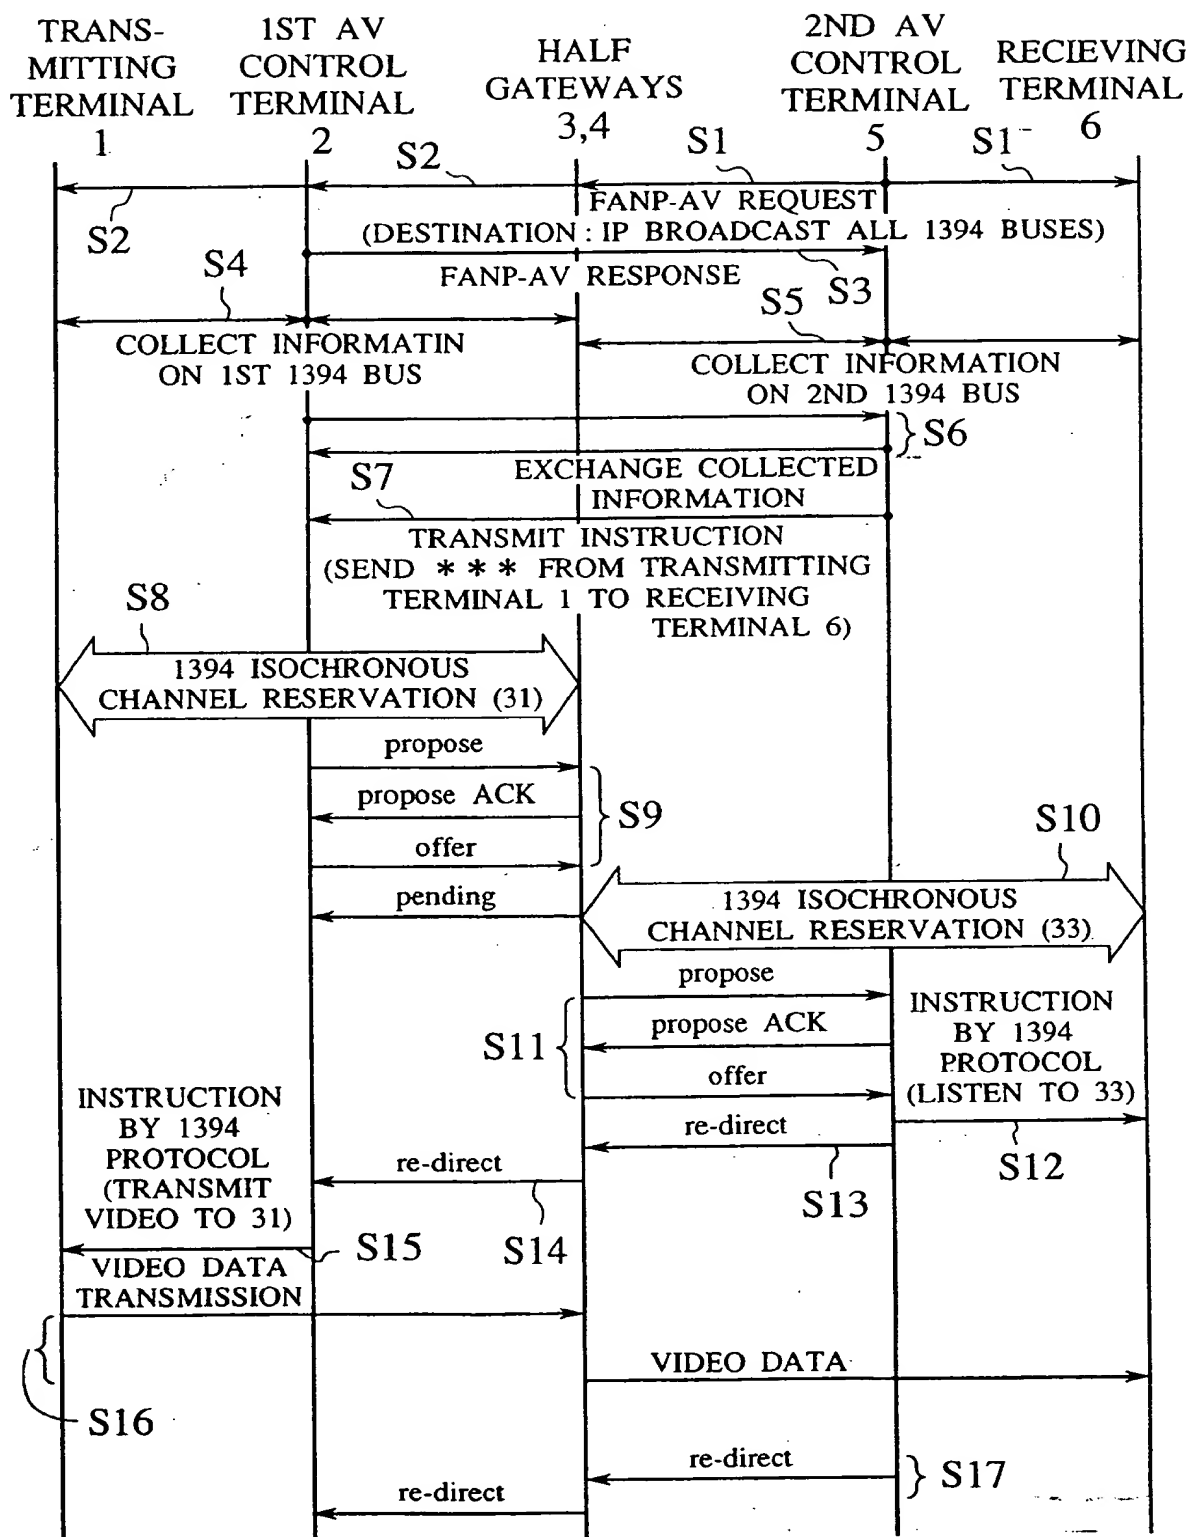 TRANS-
MITTING
TERMINAL
1
1ST AV
CONTROL
TERMINAL
2
HALF
GATEWAYS
3,4
2ND AV
CONTROL
TERMINAL
5
RECIEVING
TERMINAL
6
S2
S1
S1
S2
FANP-AV REQUEST
(DESTINATION : IP BROADCAST ALL 1394 BUSES)
S4
FANP-AV RESPONSE
S3
S5
COLLECT INFORMATIN
ON 1ST 1394 BUS
COLLECT INFORMATION
ON 2ND 1394 BUS
S6
EXCHANGE COLLECTED
INFORMATION
S7
TRANSMIT INSTRUCTION
(SEND * * * FROM TRANSMITTING
TERMINAL 1 TO RECEIVING
TERMINAL 6)
S8
1394 ISOCHRONOUS
CHANNEL RESERVATION (31)
propose
propose ACK
S9
offer
S10
pending
1394 ISOCHRONOUS
CHANNEL RESERVATION (33)
propose
propose ACK
S11
offer
INSTRUCTION
BY 1394
PROTOCOL
(LISTEN TO 33)
re-direct
S12
S13
re-direct
S14
INSTRUCTION
BY 1394
PROTOCOL
(TRANSMIT
VIDEO TO 31)
S15
VIDEO DATA
TRANSMISSION
VIDEO DATA
S16
re-direct
S17
re-direct